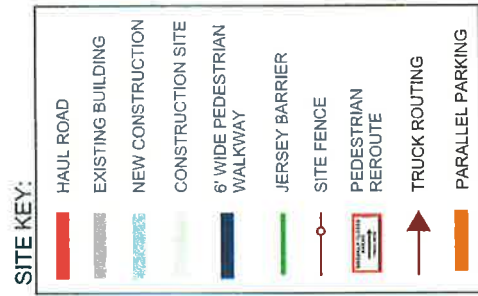 SITE KEY:
HAUL ROAD
EXISTING BUILDING
NEW CONSTRUCTION
CONSTRUCTION SITE
6' WIDE PEDESTRIAN
WALKWAY
JERSEY BARRIER
SITE FENCE
PEDESTRIAN
REROUTE
TRUCK ROUTING
PARALLEL PARKING